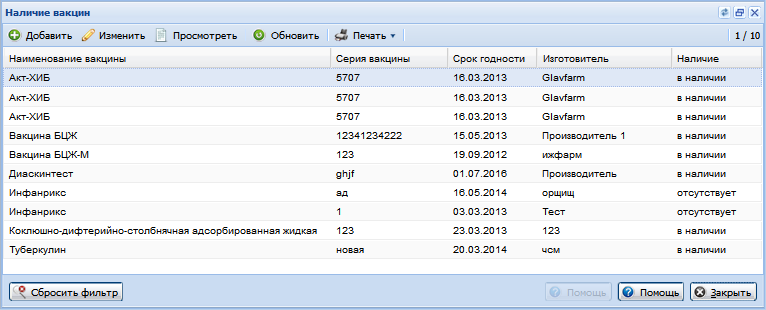 Наличие вакцин
Добавить Изменить Просмотреть Обновить Печать 1 / 10
Наименование вакцины Серия вакцины Срок годности Изготовитель Наличие
Акт-ХИБ 5707 16.03.2013 Glavfarm в наличии
Акт-ХИБ 5707 16.03.2013 Glavfarm в наличии
Акт-ХИБ 5707 16.03.2013 Glavfarm в наличии
Вакцина БЦЖ 12341234222 15.05.2013 Производитель 1 в наличии
Вакцина БЦЖ-М 123 19.09.2012 ижфарм в наличии
Диаскинтест ghjf 01.07.2016 Производитель в наличии
Инфанрикс ад 16.05.2014 орщищ отсутствует
Инфанрикс 1 03.03.2013 Тест отсутствует
Коклюшно-дифтерийно-столбнячная адсорбированная жидкая 123 23.03.2013 123 в наличии
Туберкулин новая 20.03.2014 чсм в наличии
Сбросить фильтр Помощь Помощь Закрыть